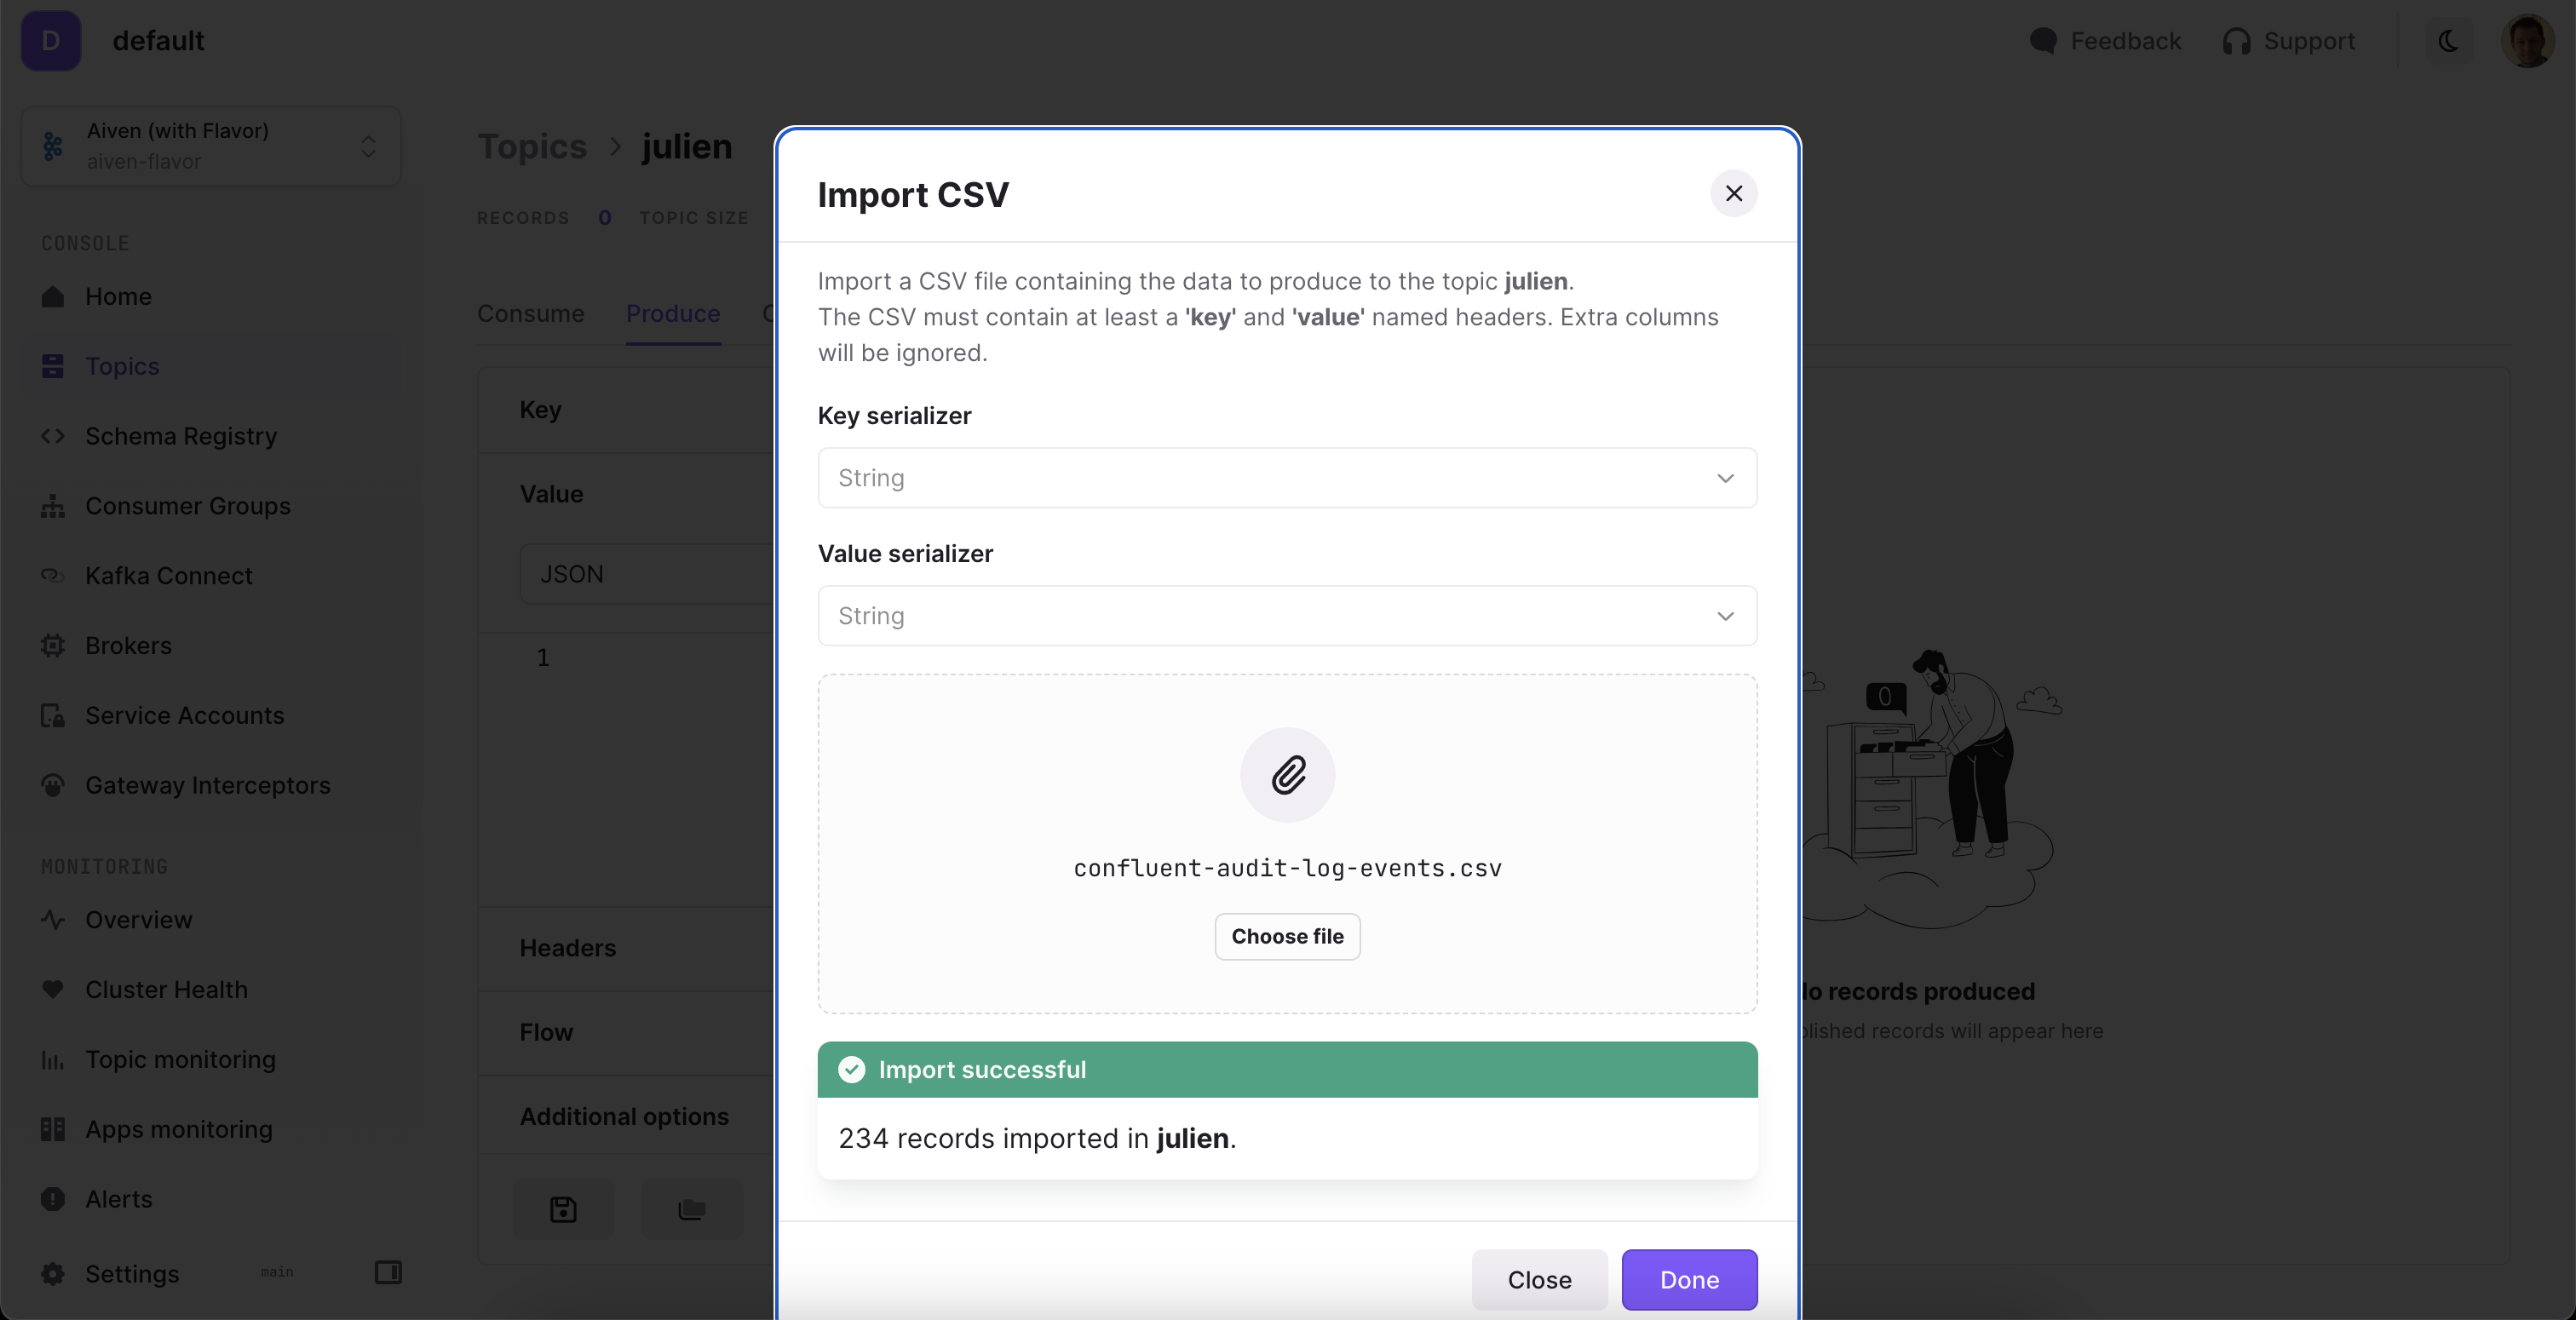 D
default
Feedback
Support
Aiven (with Flavor)
aiven-flavor
CONSOLE
Home
Topics
Schema Registry
Consumer Groups
Kafka Connect
Brokers
Service Accounts
Gateway Interceptors
MONITORING
Overview
Cluster Health
Topic monitoring
Apps monitoring
Alerts
Settings
main
Topics > julien
RECORDS 0 TOPIC SIZE
Consume
Produce
Key
Value
JSON
1
Headers
Flow
Additional options
Import CSV
Import a CSV file containing the data to produce to the topic julien.
The CSV must contain at least a 'key' and 'value' named headers. Extra columns
will be ignored.
Key serializer
String
Value serializer
String
confluent-audit-log-events.csv
Choose file
Import successful
234 records imported in julien.
Close
Done
0
records produced
records will appear here